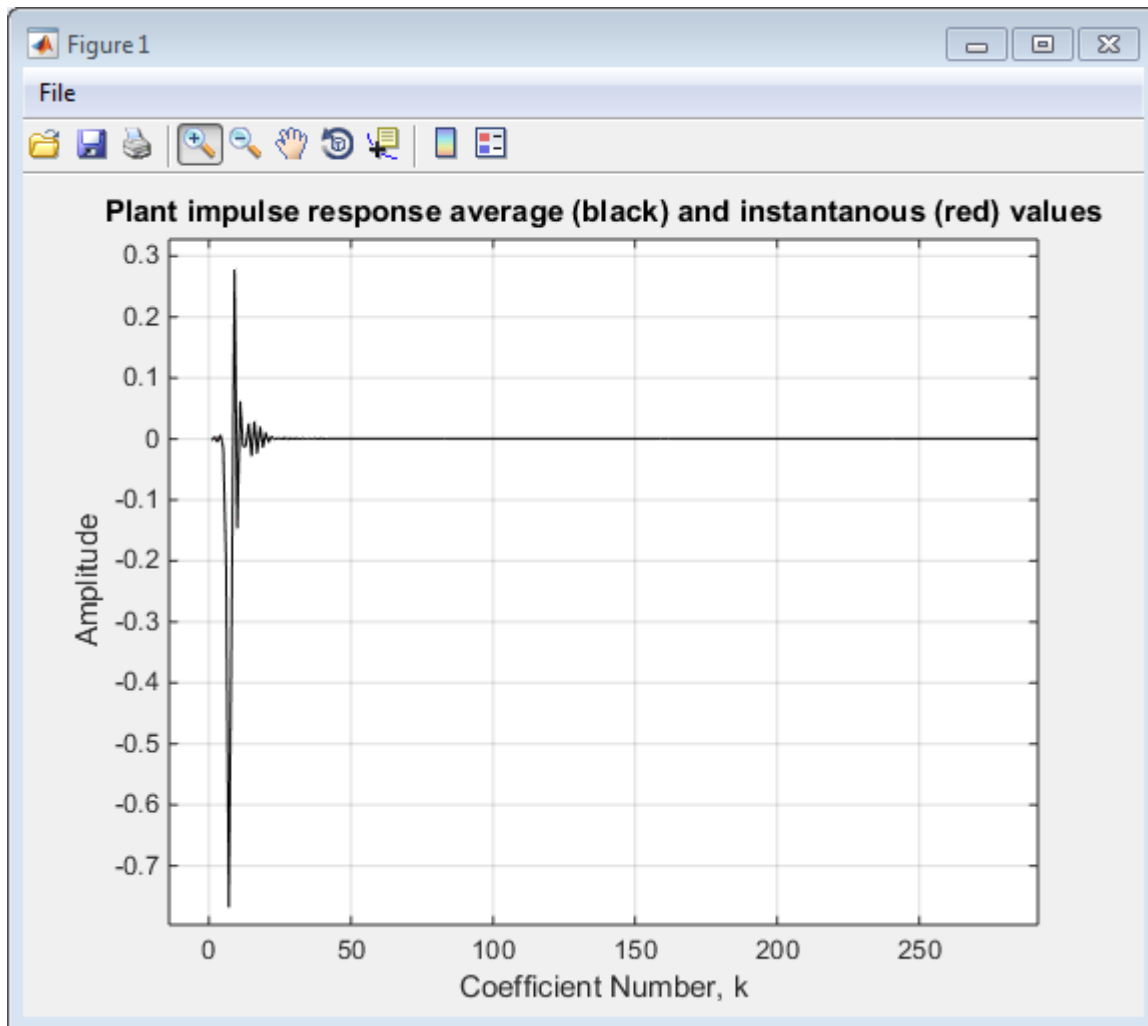 Figure 1
File
Plant impulse response average (black) and instantanous (red) values
0.3
0.2
0.1
0
-0.1
-0.2
-0.3
-0.4
-0.5
-0.6
-0.7
Amplitude
0 50 100 150 200 250
Coefficient Number, k